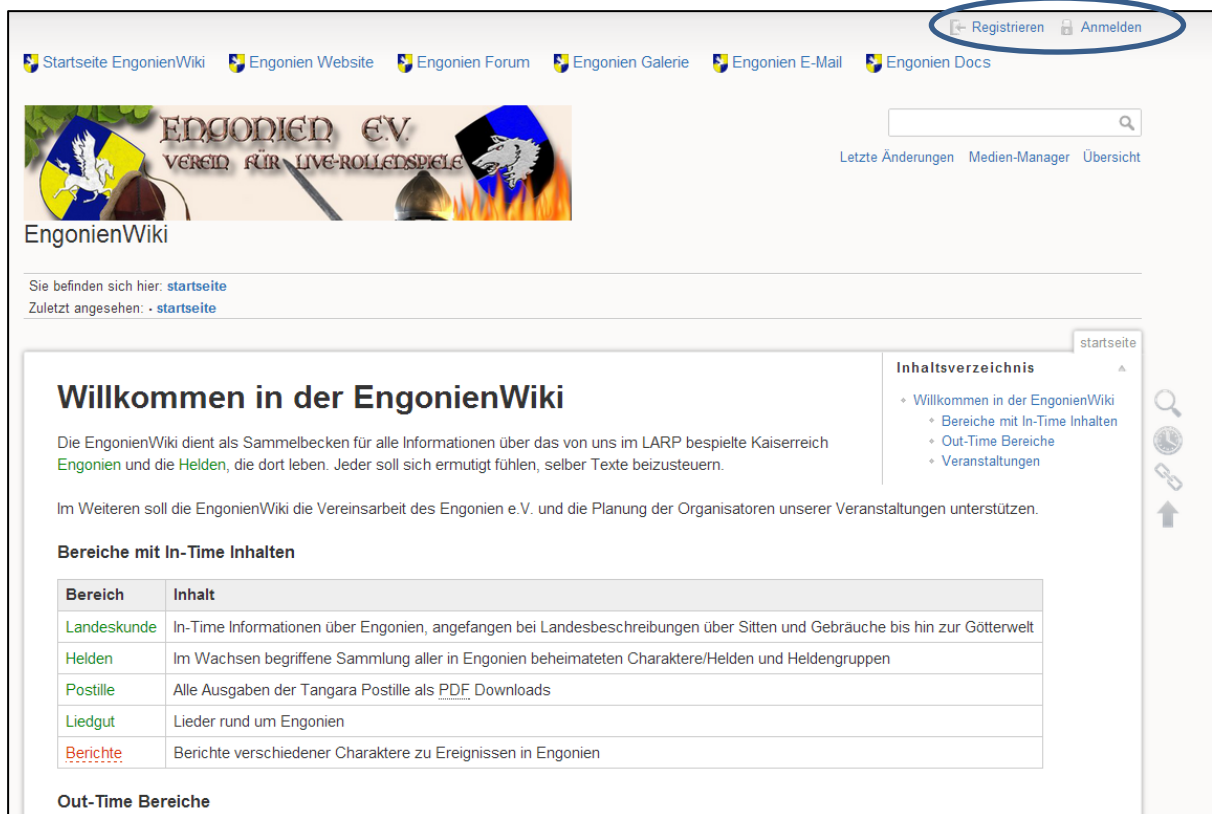 Registrieren Anmelden
Startseite EngonienWiki Engonien Website Engonien Forum Engonien Galerie Engonien E-Mail Engonien Docs
ENGONIEN E.V.
VEREIN FÜR LIVE-ROLLENSPIELE
Letzte Änderungen Medien-Manager Übersicht
EngonienWiki
Sie befinden sich hier: startseite
Zuletzt angesehen: • startseite
startseite
Inhaltsverzeichnis
Willkommen in der EngonienWiki
Bereiche mit In-Time Inhalten
Out-Time Bereiche
Veranstaltungen
Willkommen in der EngonienWiki
Die EngonienWiki dient als Sammelbecken für alle Informationen über das von uns im LARP bespielte Kaiserreich
Engonien und die Helden, die dort leben. Jeder soll sich ermutigt fühlen, selber Texte beizusteuern.
Im Weiteren soll die EngonienWiki die Vereinsarbeit des Engonien e.V. und die Planung der Organisatoren unserer Veranstaltungen unterstützen.
Bereiche mit In-Time Inhalten
Bereich Inhalt
Landeskunde In-Time Informationen über Engonien, angefangen bei Landesbeschreibungen über Sitten und Gebräuche bis hin zur Götterwelt
Helden Im Wachsen begriffene Sammlung aller in Engonien beheimateten Charaktere/Helden und Heldengruppen
Postille Alle Ausgaben der Tangara Postille als PDF Downloads
Liedgut Lieder rund um Engonien
Berichte Berichte verschiedener Charaktere zu Ereignissen in Engonien
Out-Time Bereiche